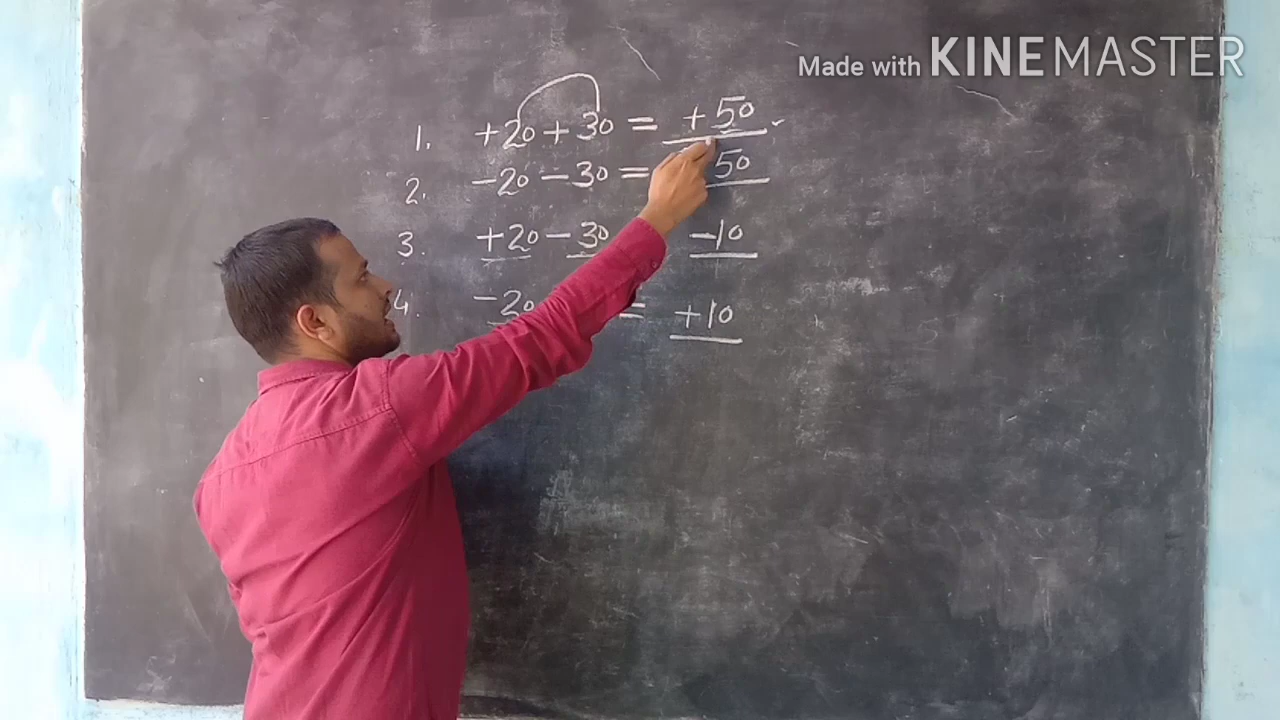 Made with KINEMASTER
1. +20 + 30 = +50
2. -20 - 30 = 50
3. +20 - 30 -10
4. -20 = +10